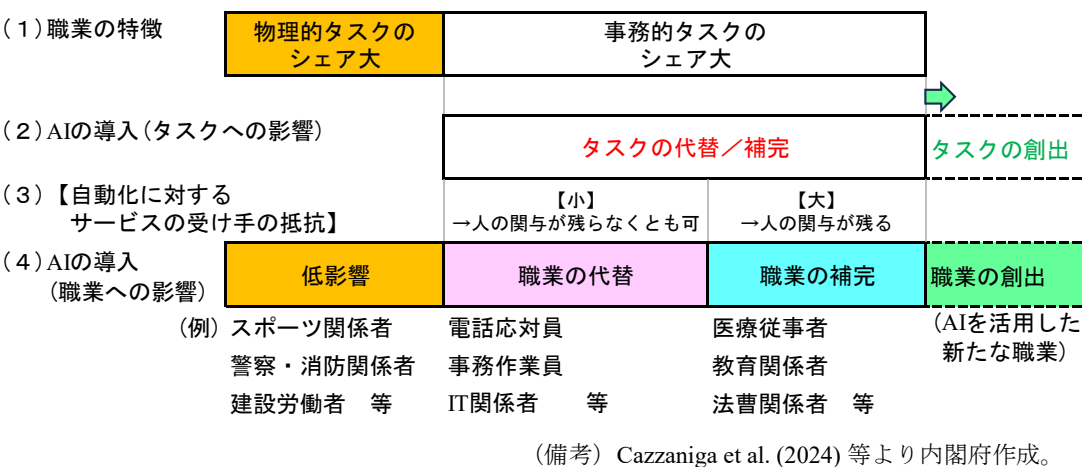 （１）職業の特徴
物理的タスクの
シェア大
事務的タスクの
シェア大
（２）AIの導入（タスクへの影響）
タスクの代替／補完
タスクの創出
（３）【自動化に対する
サービスの受け手の抵抗】
【小】
→人の関与が残らなくとも可
【大】
→人の関与が残る
（４）AIの導入
（職業への影響）
低影響
職業の代替
職業の補完
職業の創出
（例）
スポーツ関係者
警察・消防関係者
建設労働者　等
電話応対員
事務作業員
IT関係者　　等
医療従事者
教育関係者
法曹関係者　等
（AIを活用した
新たな職業）
（備考）Cazzaniga et al. (2024) 等より内閣府作成。